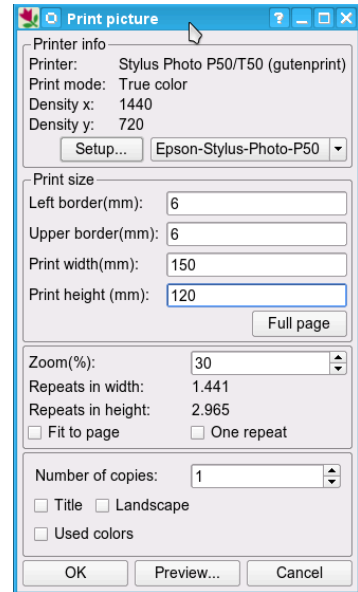 Print picture
Printer info
Printer: Stylus Photo P50/T50 (gutenprint)
Print mode: True color
Density x: 1440
Density y: 720
Setup... Epson-Stylus-Photo-P50
Print size
Left border(mm): 6
Upper border(mm): 6
Print width(mm): 150
Print height (mm): 120
Full page
Zoom(%): 30
Repeats in width: 1.441
Repeats in height: 2.965
Fit to page One repeat
Number of copies: 1
Title Landscape
Used colors
OK Preview... Cancel